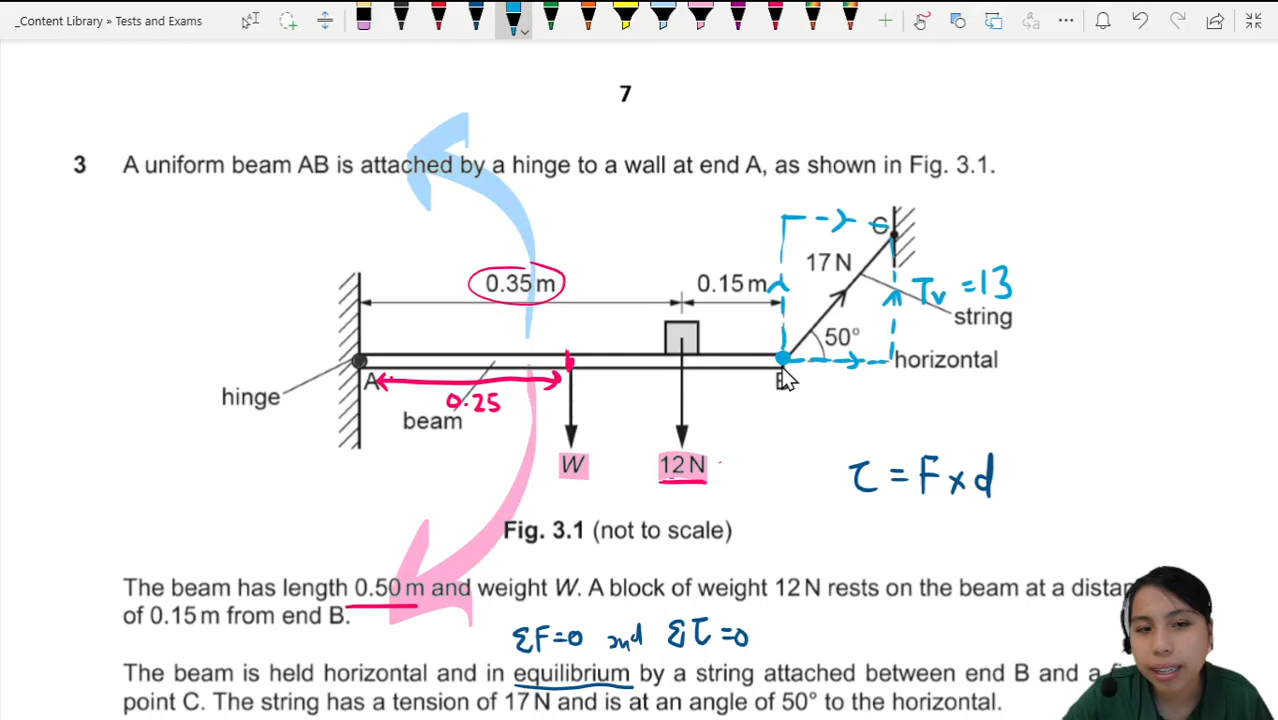 _Content Library » Tests and Exams
7
3 A uniform beam AB is attached by a hinge to a wall at end A, as shown in Fig. 3.1.
C
0.35 m
0.15 m
17 N
Tv = 13
string
50°
horizontal
hinge
A
0.25
beam
W
12 N
τ = F × d
Fig. 3.1 (not to scale)
The beam has length 0.50 m and weight W. A block of weight 12 N rests on the beam at a
of 0.15 m from end B.
ΣF=0 and Στ=0
The beam is held horizontal and in equilibrium by a string attached between end B and a
point C. The string has a tension of 17 N and is at an angle of 50° to the horizontal.